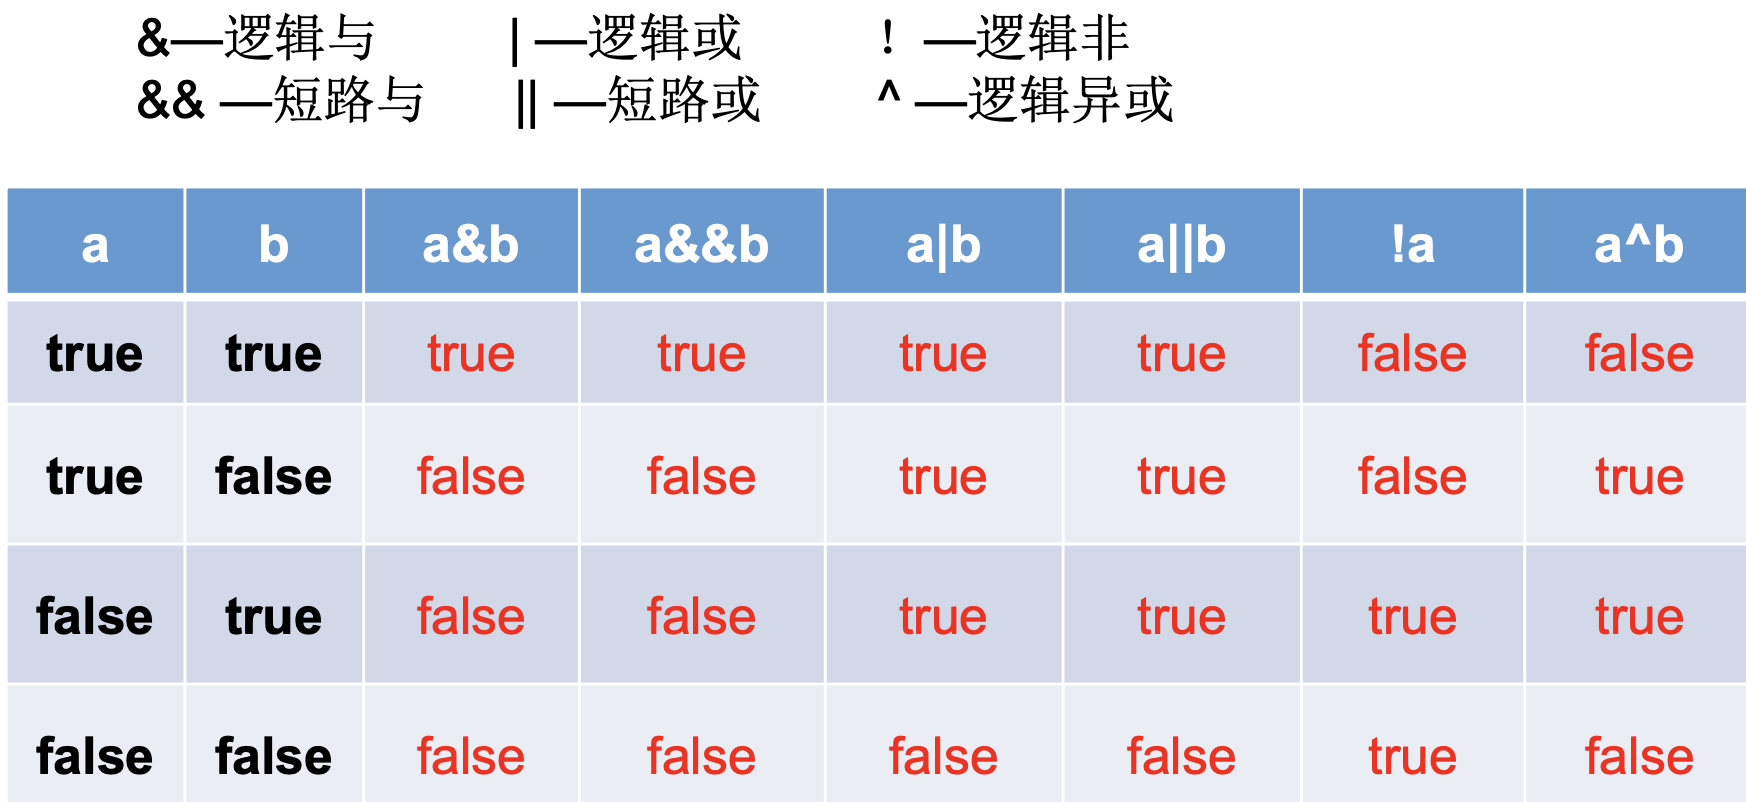 &—逻辑与 | —逻辑或 ! —逻辑非
&& —短路与 || —短路或 ^ —逻辑异或
a b a&b a&&b a|b a||b !a a^b
true true true true true true false false
true false false false true true false true
false true false false true true true true
false false false false false false true false